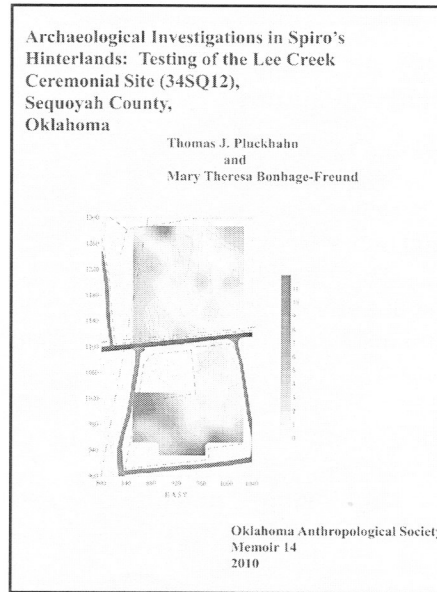 Archaeological Investigations in Spiro's
Hinterlands: Testing of the Lee Creek
Ceremonial Site (34SQ12),
Sequoyah County,
Oklahoma
Thomas J. Pluckhahn
and
Mary Theresa Bonhage-Freund
EAST
Oklahoma Anthropological Society
Memoir 14
2010